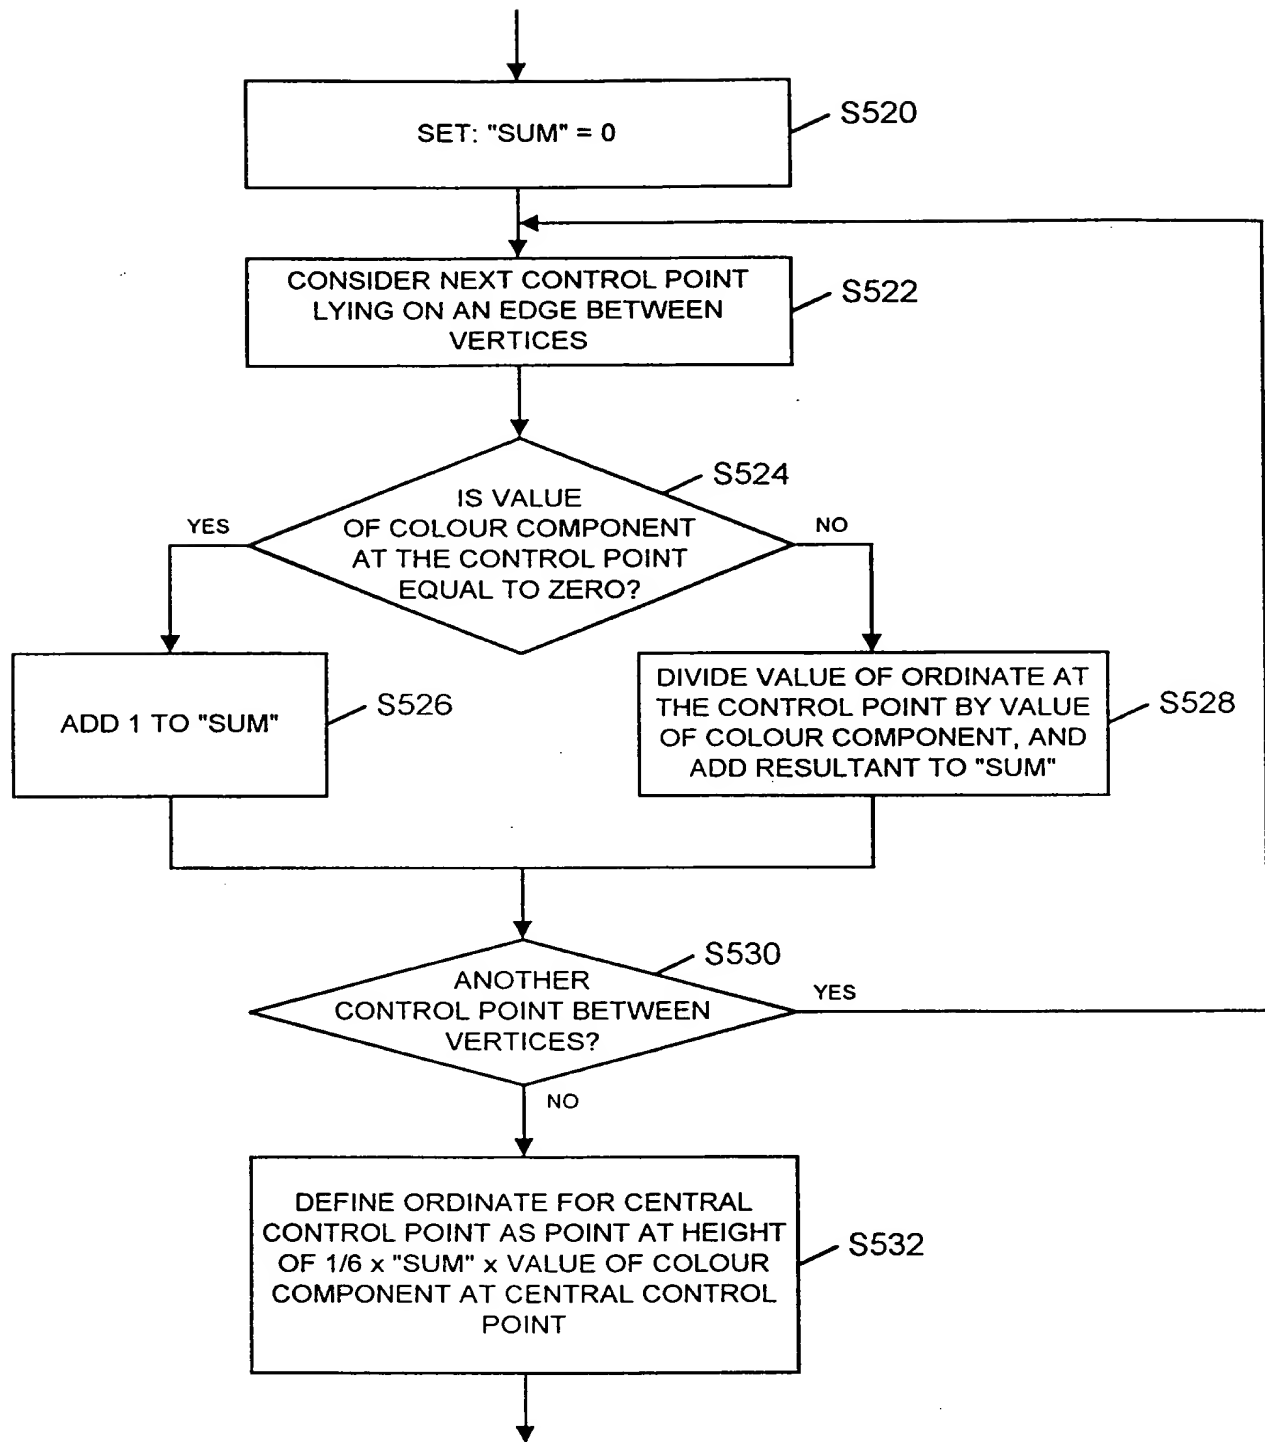 SET: "SUM" = 0
S520
CONSIDER NEXT CONTROL POINT
LYING ON AN EDGE BETWEEN
VERTICES
S522
S524
IS VALUE
OF COLOUR COMPONENT
AT THE CONTROL POINT
EQUAL TO ZERO?
YES
NO
ADD 1 TO "SUM"
S526
DIVIDE VALUE OF ORDINATE AT
THE CONTROL POINT BY VALUE
OF COLOUR COMPONENT, AND
ADD RESULTANT TO "SUM"
S528
S530
ANOTHER
CONTROL POINT BETWEEN
VERTICES?
YES
NO
DEFINE ORDINATE FOR CENTRAL
CONTROL POINT AS POINT AT HEIGHT
OF 1/6 x "SUM" x VALUE OF COLOUR
COMPONENT AT CENTRAL CONTROL
POINT
S532